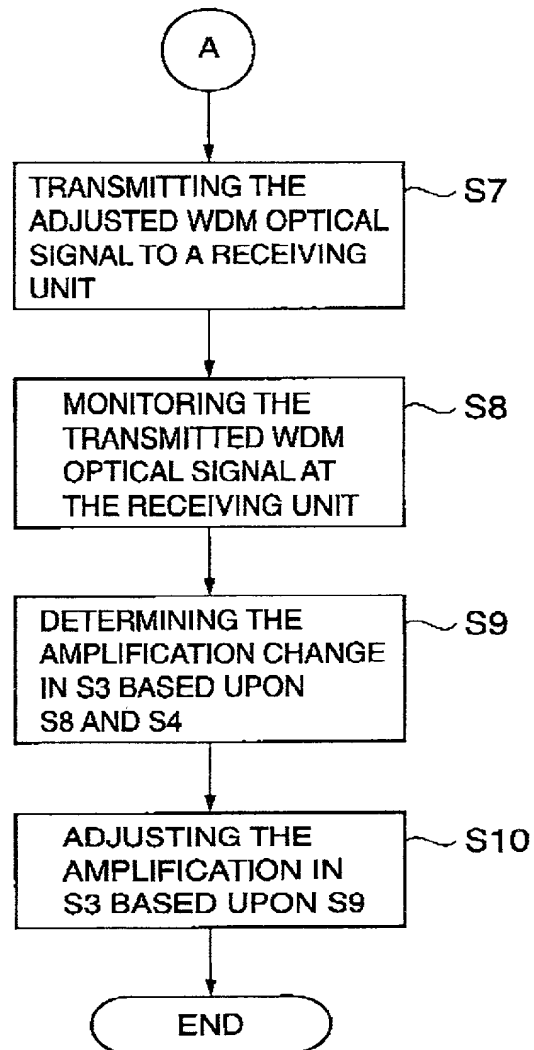 A
TRANSMITTING THE
ADJUSTED WDM OPTICAL
SIGNAL TO A RECEIVING
UNIT
S7
MONITORING THE
TRANSMITTED WDM
OPTICAL SIGNAL AT
THE RECEIVING UNIT
S8
DETERMINING THE
AMPLIFICATION CHANGE
IN S3 BASED UPON
S8 AND S4
S9
ADJUSTING THE
AMPLIFICATION IN
S3 BASED UPON S9
S10
END